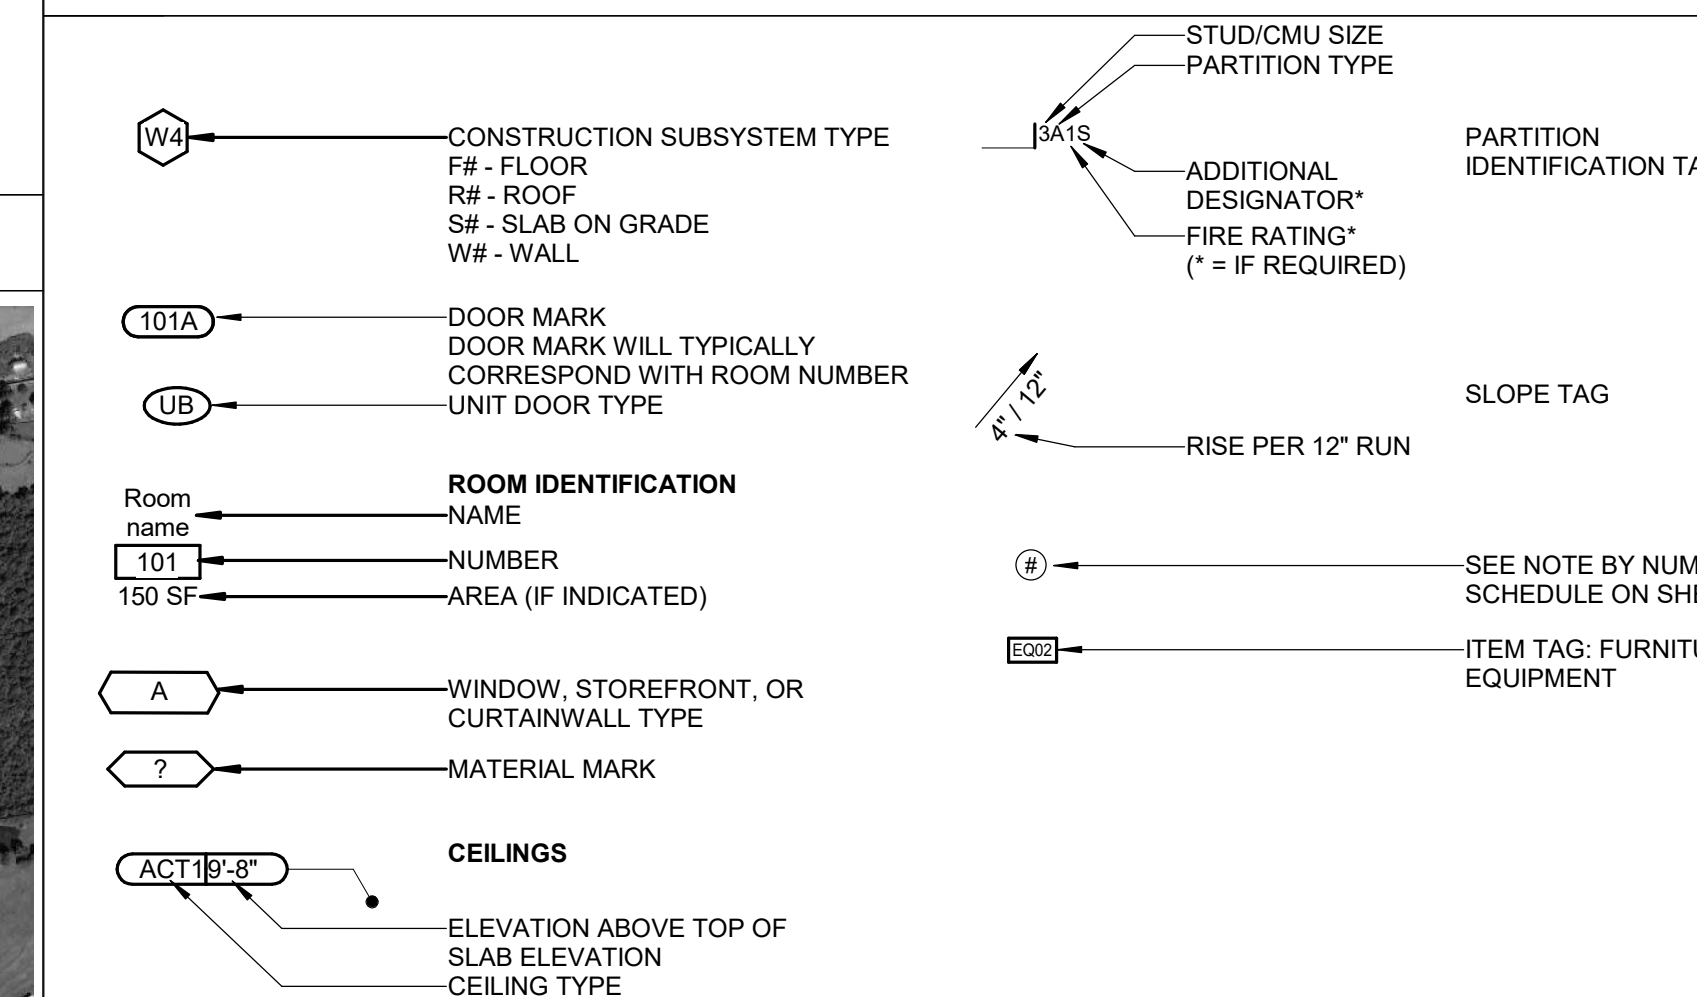 W4
CONSTRUCTION SUBSYSTEM TYPE
F# - FLOOR
R# - ROOF
S# - SLAB ON GRADE
W# - WALL
101A
DOOR MARK
DOOR MARK WILL TYPICALLY
CORRESPOND WITH ROOM NUMBER
UB
UNIT DOOR TYPE
ROOM IDENTIFICATION
Room
name
NAME
101
NUMBER
150 SF
AREA (IF INDICATED)
A
WINDOW, STOREFRONT, OR
CURTAINWALL TYPE
?
MATERIAL MARK
CEILINGS
ACT1 9'-8"
ELEVATION ABOVE TOP OF
SLAB ELEVATION
CEILING TYPE
STUD/CMU SIZE
PARTITION TYPE
3A1S
ADDITIONAL
DESIGNATOR*
FIRE RATING*
(* = IF REQUIRED)
PARTITION
IDENTIFICATION TA
4" / 12"
RISE PER 12" RUN
SLOPE TAG
#
SEE NOTE BY NUM
SCHEDULE ON SHE
EQ02
ITEM TAG: FURNITU
EQUIPMENT